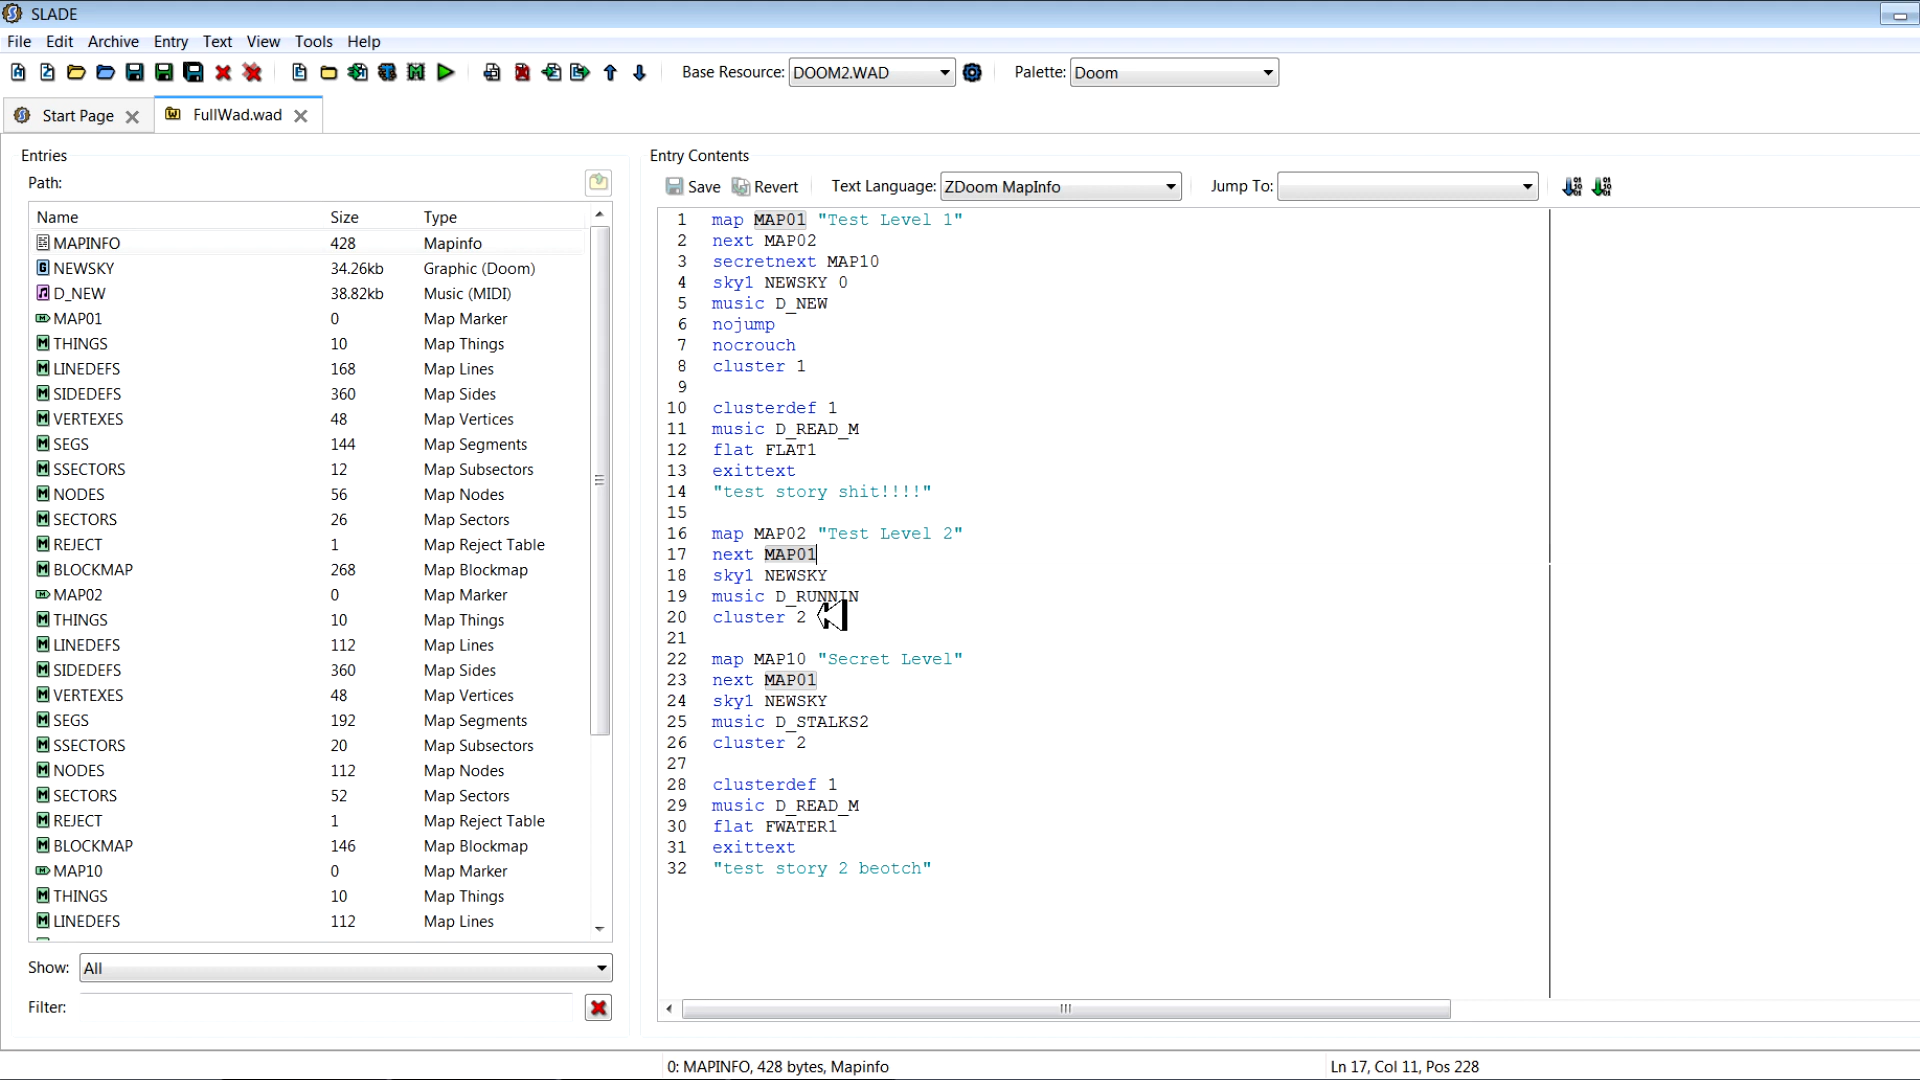 SLADE
File Edit Archive Entry Text View Tools Help
Base Resource: DOOM2.WAD Palette: Doom
Start Page FullWad.wad
Entries
Path:
Name Size Type
MAPINFO 428 Mapinfo
NEWSKY 34.26kb Graphic (Doom)
D_NEW 38.82kb Music (MIDI)
MAP01 0 Map Marker
THINGS 10 Map Things
LINEDEFS 168 Map Lines
SIDEDEFS 360 Map Sides
VERTEXES 48 Map Vertices
SEGS 144 Map Segments
SSECTORS 12 Map Subsectors
NODES 56 Map Nodes
SECTORS 26 Map Sectors
REJECT 1 Map Reject Table
BLOCKMAP 268 Map Blockmap
MAP02 0 Map Marker
THINGS 10 Map Things
LINEDEFS 112 Map Lines
SIDEDEFS 360 Map Sides
VERTEXES 48 Map Vertices
SEGS 192 Map Segments
SSECTORS 20 Map Subsectors
NODES 112 Map Nodes
SECTORS 52 Map Sectors
REJECT 1 Map Reject Table
BLOCKMAP 146 Map Blockmap
MAP10 0 Map Marker
THINGS 10 Map Things
LINEDEFS 112 Map Lines
Show: All
Filter:
Entry Contents
Save Revert Text Language: ZDoom MapInfo Jump To:
1 map MAP01 "Test Level 1"
2 next MAP02
3 secretnext MAP10
4 sky1 NEWSKY 0
5 music D_NEW
6 nojump
7 nocrouch
8 cluster 1
9
10 clusterdef 1
11 music D_READ_M
12 flat FLAT1
13 exittext
14 "test story shit!!!!"
15
16 map MAP02 "Test Level 2"
17 next MAP01
18 sky1 NEWSKY
19 music D_RUNNIN
20 cluster 2
21
22 map MAP10 "Secret Level"
23 next MAP01
24 sky1 NEWSKY
25 music D_STALKS2
26 cluster 2
27
28 clusterdef 1
29 music D_READ_M
30 flat FWATER1
31 exittext
32 "test story 2 beotch"
0: MAPINFO, 428 bytes, Mapinfo
Ln 17, Col 11, Pos 228